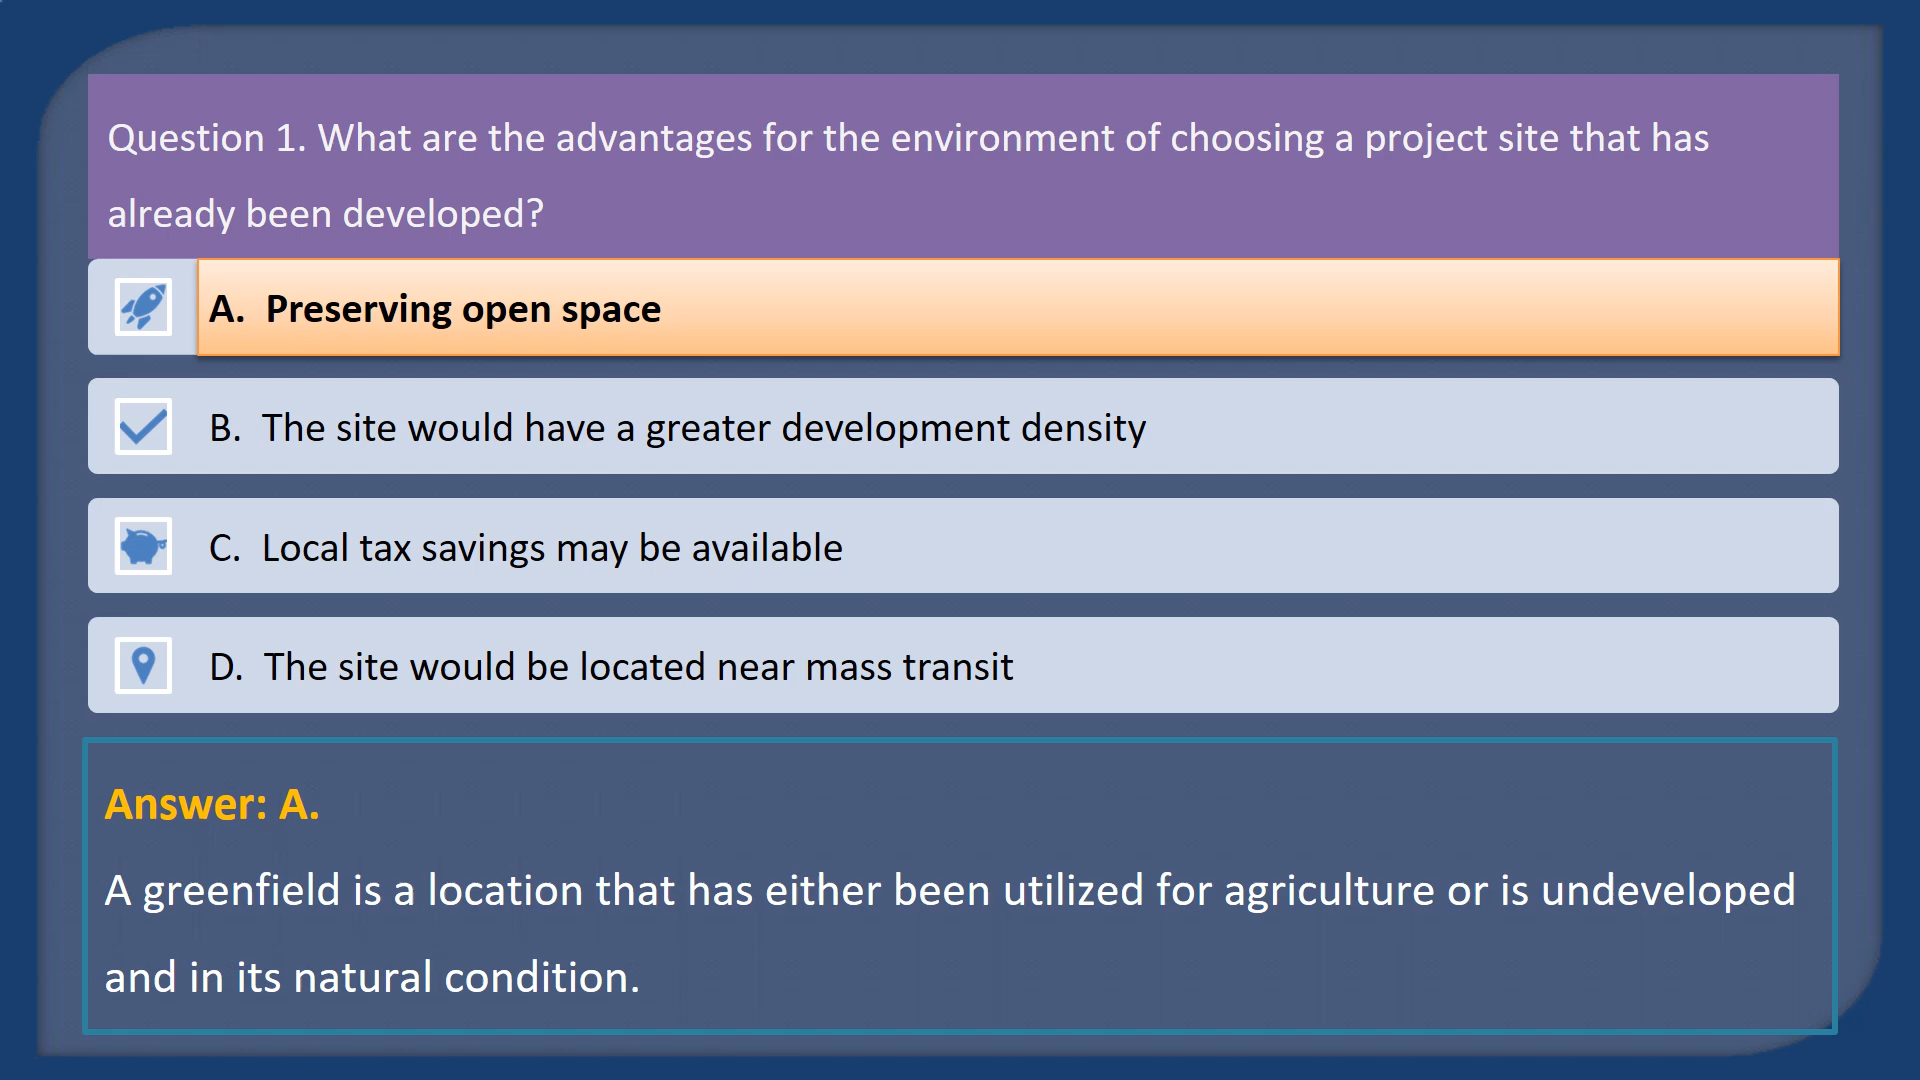 Question 1. What are the advantages for the environment of choosing a project site that has
already been developed?
A. Preserving open space
B. The site would have a greater development density
C. Local tax savings may be available
D. The site would be located near mass transit
Answer: A.
A greenfield is a location that has either been utilized for agriculture or is undeveloped
and in its natural condition.